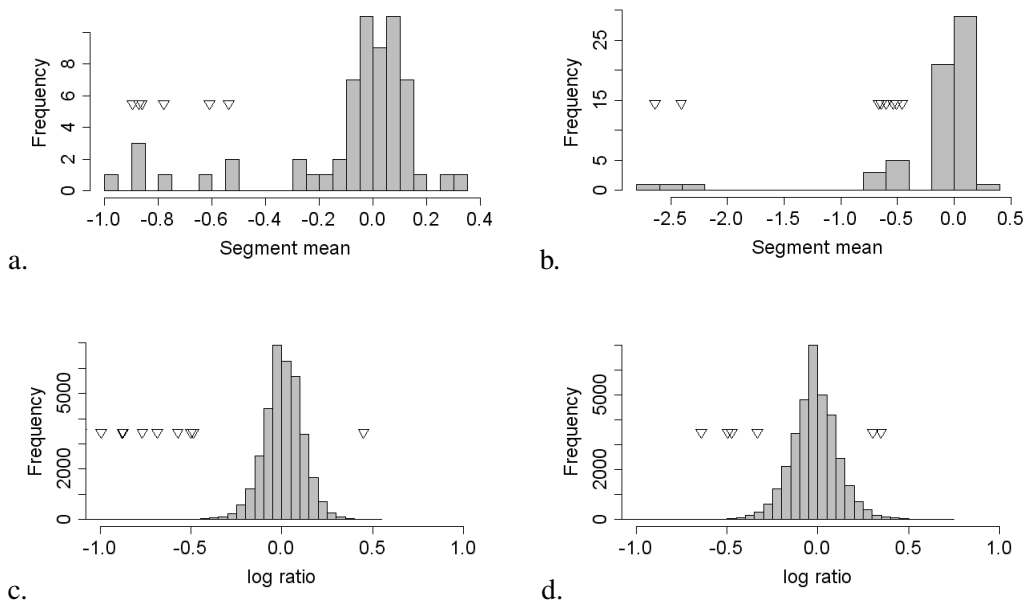 Frequency
0 2 4 6 8
-1.0 -0.8 -0.6 -0.4 -0.2 0.0 0.2 0.4
Segment mean
a.
Frequency
0 5 15 25
-2.5 -2.0 -1.5 -1.0 -0.5 0.0 0.5
Segment mean
b.
Frequency
0 2000 5000
-1.0 -0.5 0.0 0.5 1.0
log ratio
c.
Frequency
0 2000 5000
-1.0 -0.5 0.0 0.5 1.0
log ratio
d.